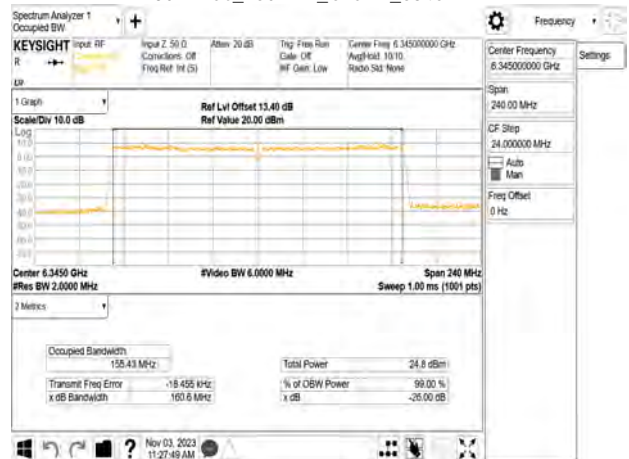 Spectrum Analyzer 1
Occupied BW
Frequency
KEYSIGHT
Input: RF
R
Input Z: 50 Ω
Corrections: Off
Freq Ref: Int (S)
Atten: 20 dB
Trig: Free Run
Gate: Off
#IF Gain: Low
Center Freq: 6.345000000 GHz
Avg|Hold: 10/10
Radio Std: None
Center Frequency
6.345000000 GHz
Settings
Span
240.00 MHz
CF Step
24.000000 MHz
Auto
Man
Freq Offset
0 Hz
1 Graph
Scale/Div 10.0 dB
Ref Lvl Offset 13.40 dB
Ref Value 20.00 dBm
Log
Center 6.3450 GHz
#Res BW 2.0000 MHz
#Video BW 6.0000 MHz
Span 240 MHz
Sweep 1.00 ms (1001 pts)
2 Metrics
Occupied Bandwidth
155.43 MHz
Total Power
24.8 dBm
Transmit Freq Error
-18.455 kHz
% of OBW Power
99.00 %
x dB Bandwidth
160.6 MHz
x dB
-26.00 dB
Nov 03, 2023
11:27:49 AM